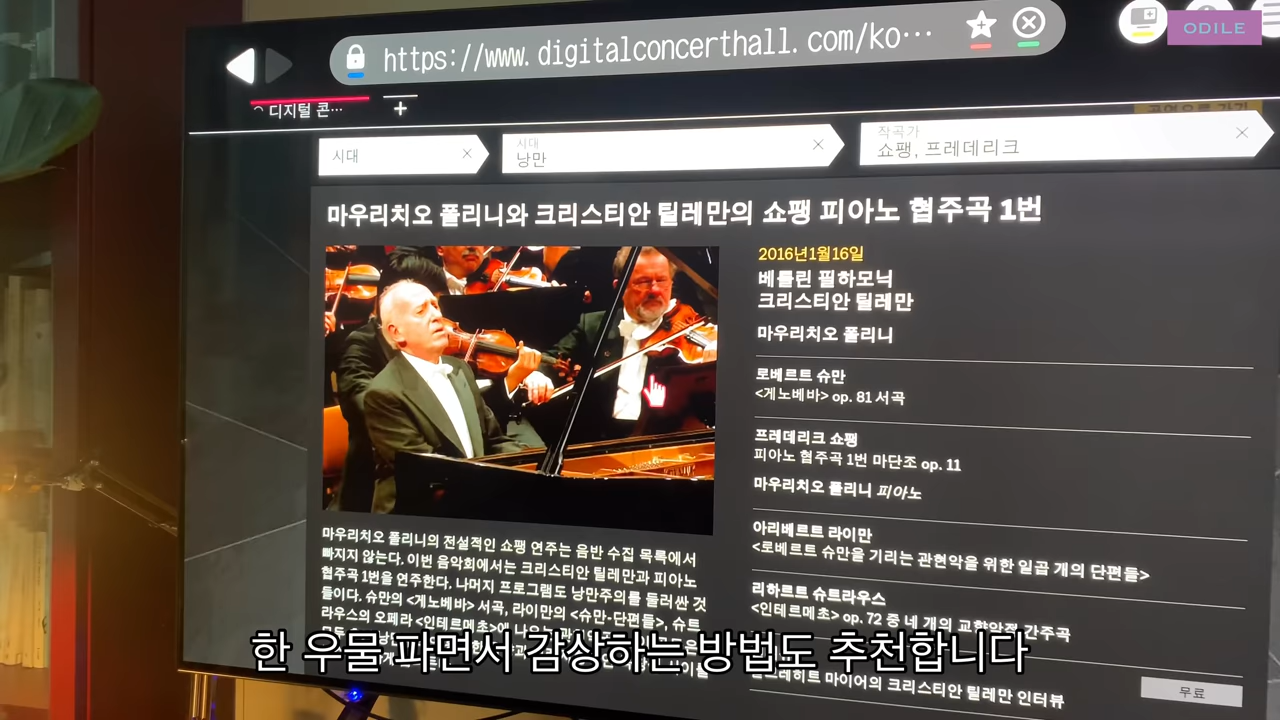 https://www.digitalconcerthall.com/ko…
ODILE
디지털 콘…
+
시대
시대
낭만
작곡가
쇼팽, 프레데리크
마우리치오 폴리니와 크리스티안 틸레만의 쇼팽 피아노 협주곡 1번
2016년1월16일
베를린 필하모닉
크리스티안 틸레만
마우리치오 폴리니
로베르트 슈만
<게노베바> op. 81 서곡
프레데리크 쇼팽
피아노 협주곡 1번 마단조 op. 11
마우리치오 폴리니 피아노
아리베르트 라이만
<로베르트 슈만을 기리는 관현악을 위한 일곱 개의 단편들>
리하르트 슈트라우스
<인테르메초> op. 72 중 네 개의 교향악적 간주곡
마이어의 크리스티안 틸레만 인터뷰
무료
마우리치오 폴리니의 전설적인 쇼팽 연주는 음반 수집 목록에서
빠지지 않는다. 이번 음악회에서는 크리스티안 틸레만과 피아노
협주곡 1번을 연주한다. 나머지 프로그램도 낭만주의를 둘러싼 것
들이다. 슈만의 <게노베바> 서곡, 라이만의 <슈만-단편들>, 슈트
라우스의 오페라 <인테르메초>에
한 우물 파면서 감상하는 방법도 추천합니다